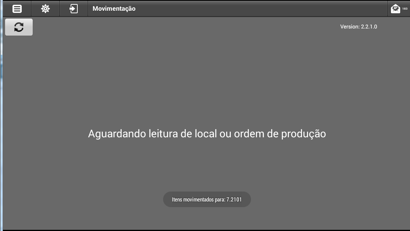 Movimentação
Version: 2.2.1.0
Aguardando leitura de local ou ordem de produção
Itens movimentados para: 7.2101